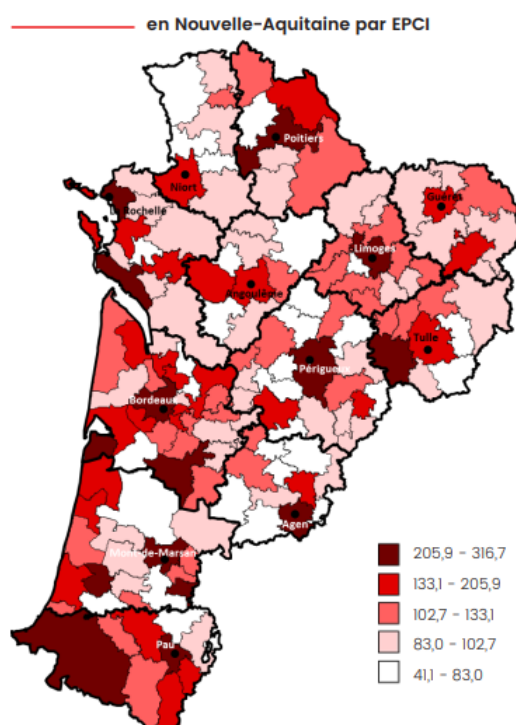 en Nouvelle-Aquitaine par EPCI
Poitiers
Niort
La Rochelle
Guéret
Limoges
Angoulême
Tulle
Périgueux
Bordeaux
Agen
Mont-de-Marsan
Pau
205,9 - 316,7
133,1 - 205,9
102,7 - 133,1
83,0 - 102,7
41,1 - 83,0